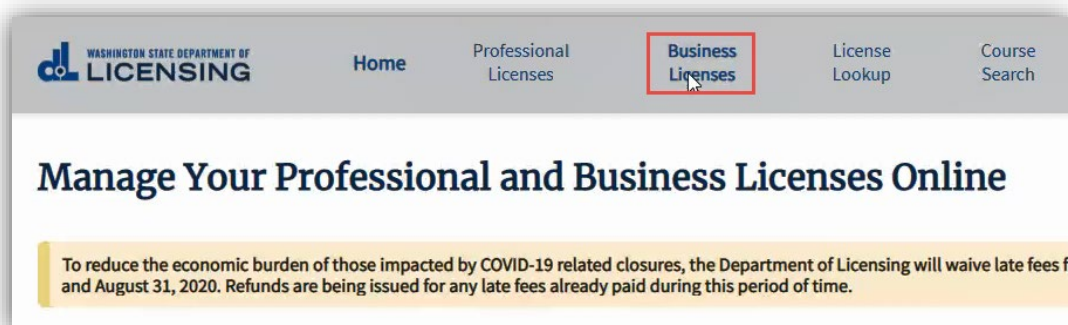 WASHINGTON STATE DEPARTMENT OF
LICENSING
Home
Professional
Licenses
Business
Licenses
License
Lookup
Course
Search
Manage Your Professional and Business Licenses Online
To reduce the economic burden of those impacted by COVID-19 related closures, the Department of Licensing will waive late fees
and August 31, 2020. Refunds are being issued for any late fees already paid during this period of time.